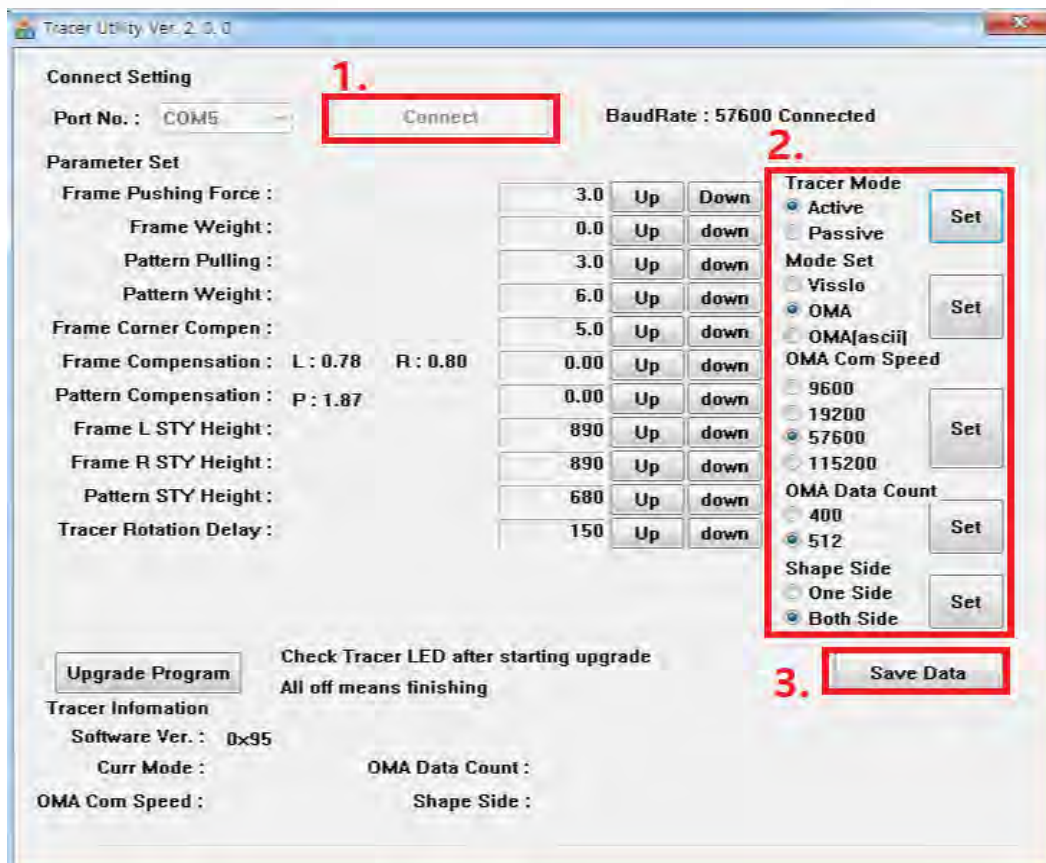 Tracer Utility Ver. 2. 0. 0
Connect Setting
1.
Port No. : COM5 Connect BaudRate : 57600 Connected
2.
Parameter Set
Frame Pushing Force : 3.0 Up Down
Frame Weight : 0.0 Up down
Pattern Pulling : 3.0 Up down
Pattern Weight : 6.0 Up down
Frame Corner Compen : 5.0 Up down
Frame Compensation : L : 0.78 R : 0.80 0.00 Up down
Pattern Compensation : P : 1.87 0.00 Up down
Frame L STY Height : 890 Up down
Frame R STY Height : 890 Up down
Pattern STY Height : 680 Up down
Tracer Rotation Delay : 150 Up down
Tracer Mode
Active
Passive
Set
Mode Set
Visslo
OMA
OMA(ascii)
Set
OMA Com Speed
9600
19200
57600
115200
Set
OMA Data Count
400
512
Set
Shape Side
One Side
Both Side
Set
3.
Save Data
Upgrade Program
Check Tracer LED after starting upgrade
All off means finishing
Tracer Infomation
Software Ver. : 0x95
Curr Mode : OMA Data Count :
OMA Com Speed : Shape Side :